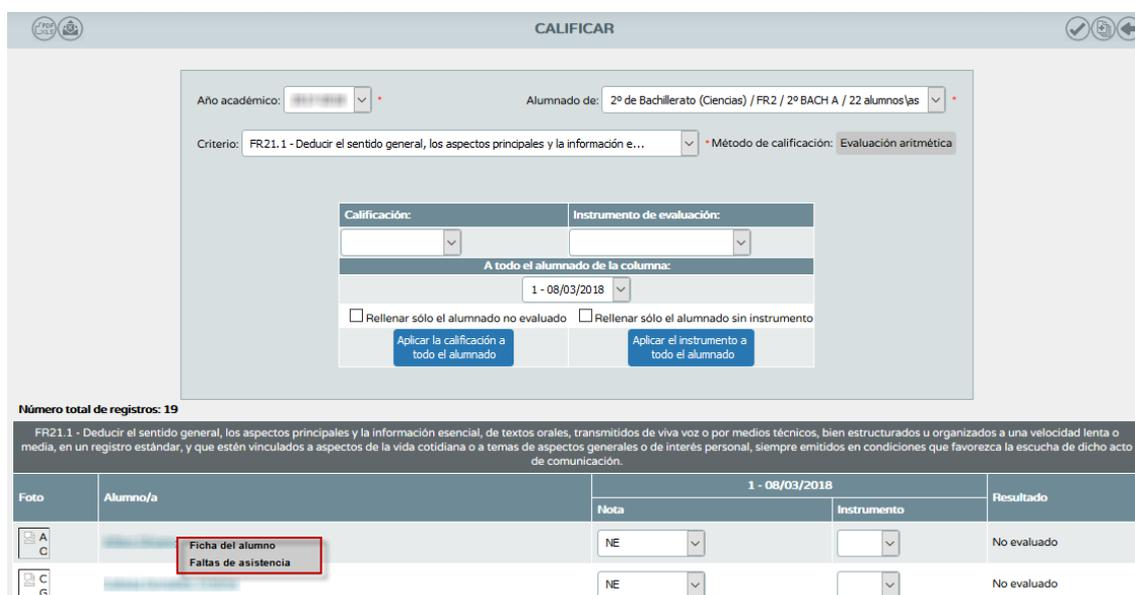 PDF
XLS
CALIFICAR
Año académico: * Alumnado de: 2º de Bachillerato (Ciencias) / FR2 / 2º BACH A / 22 alumnos\as *
Criterio: FR21.1 - Deducir el sentido general, los aspectos principales y la información e... * Método de calificación: Evaluación aritmética
Calificación: Instrumento de evaluación:
A todo el alumnado de la columna:
1 - 08/03/2018
Rellenar sólo el alumnado no evaluado Rellenar sólo el alumnado sin instrumento
Aplicar la calificación a todo el alumnado
Aplicar el instrumento a todo el alumnado
Número total de registros: 19
FR21.1 - Deducir el sentido general, los aspectos principales y la información esencial, de textos orales, transmitidos de viva voz o por medios técnicos, bien estructurados u organizados a una velocidad lenta o
media, en un registro estándar, y que estén vinculados a aspectos de la vida cotidiana o a temas de aspectos generales o de interés personal, siempre emitidos en condiciones que favorezca la escucha de dicho acto
de comunicación.
Foto Alumno/a 1 - 08/03/2018 Resultado
Nota Instrumento
A
C
Ficha del alumno
Faltas de asistencia
NE No evaluado
C
G
NE No evaluado